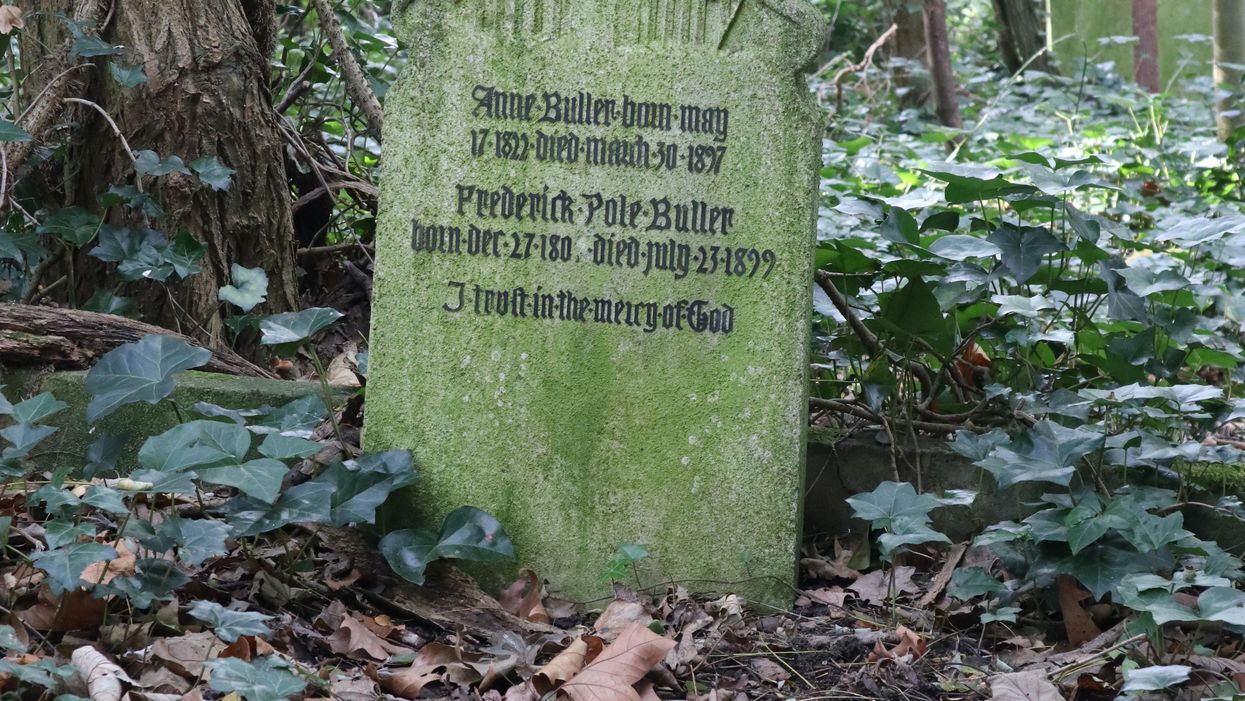 Anne·Buller·born may
17·1822·died·march·30·1897
Frederick·Pole·Buller
born·dec·27·180 · died·july·23·1899
I trust·in·the·mercy·of·God